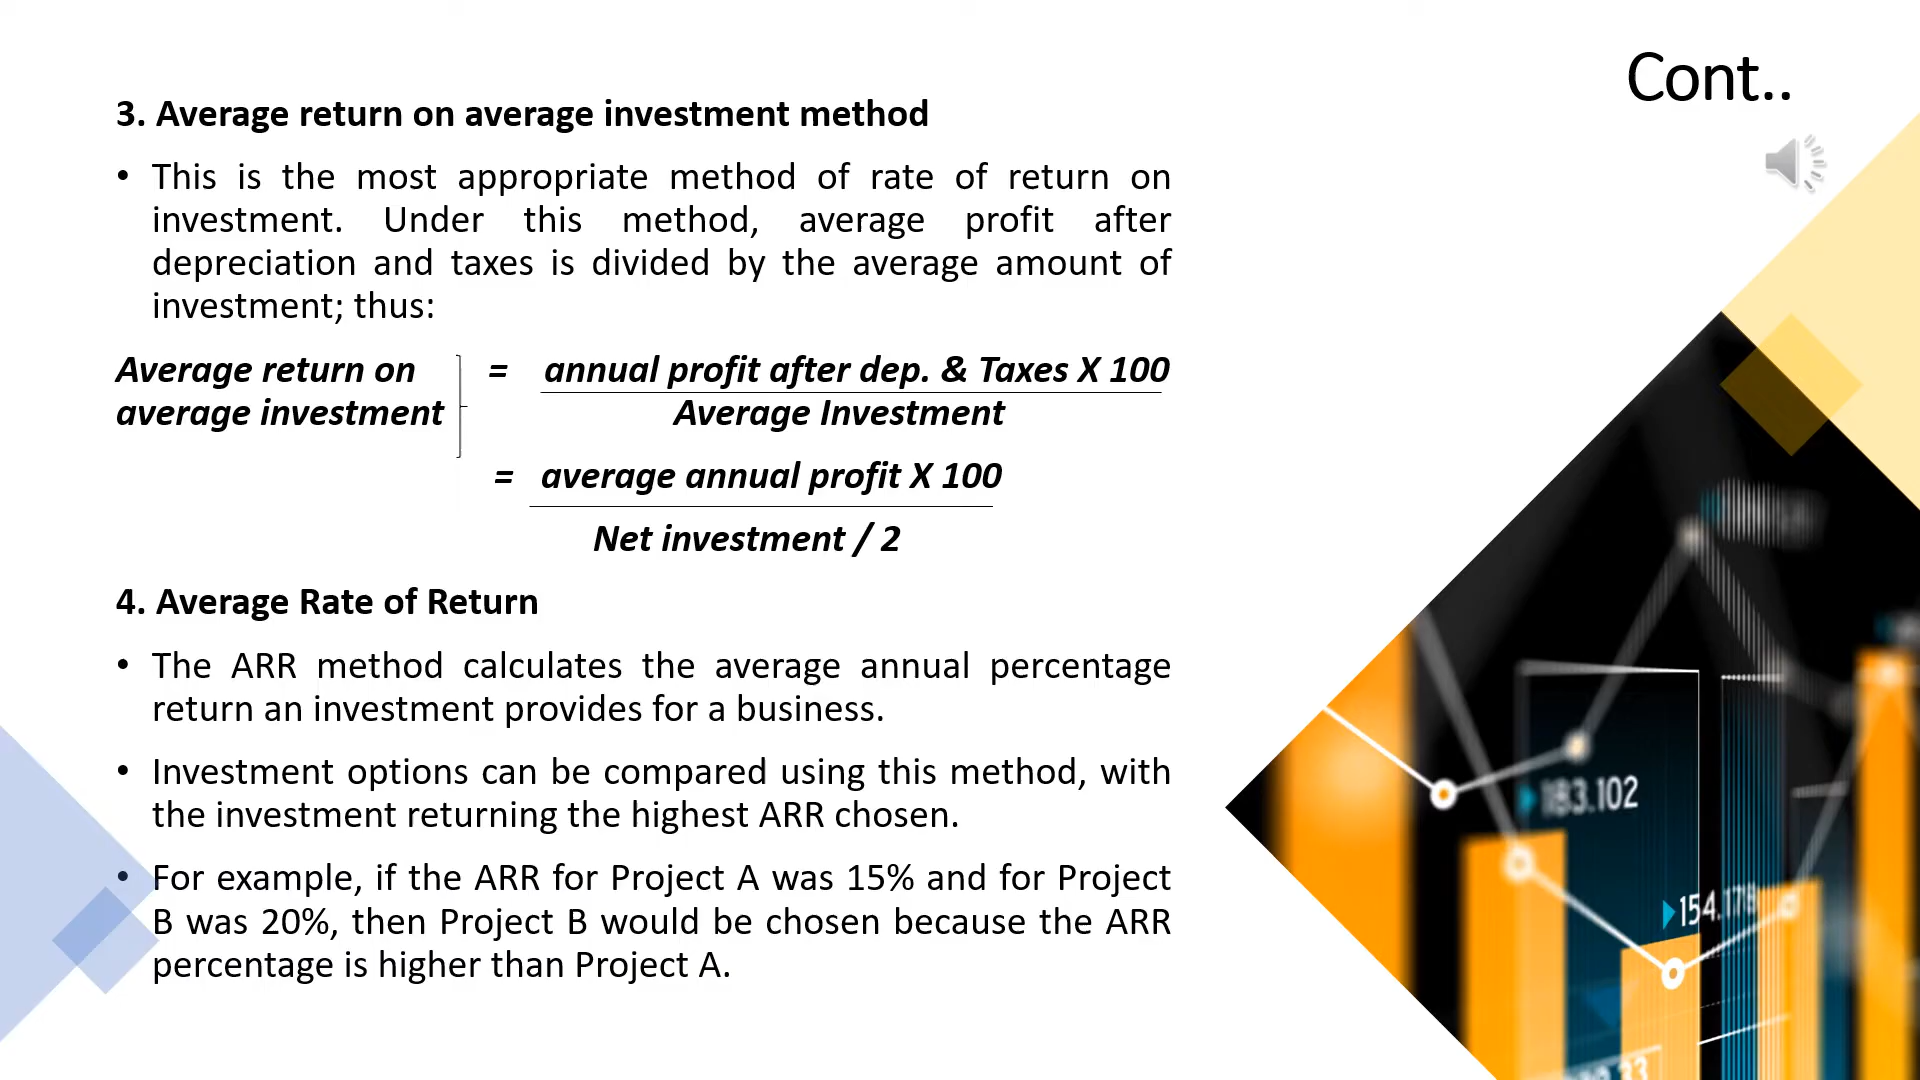 Cont..
3. Average return on average investment method
• This is the most appropriate method of rate of return on
investment. Under this method, average profit after
depreciation and taxes is divided by the average amount of
investment; thus:
Average return on = annual profit after dep. & Taxes X 100
average investment Average Investment
= average annual profit X 100
Net investment / 2
4. Average Rate of Return
• The ARR method calculates the average annual percentage
return an investment provides for a business.
• Investment options can be compared using this method, with
the investment returning the highest ARR chosen.
• For example, if the ARR for Project A was 15% and for Project
B was 20%, then Project B would be chosen because the ARR
percentage is higher than Project A.
183.102
154.178